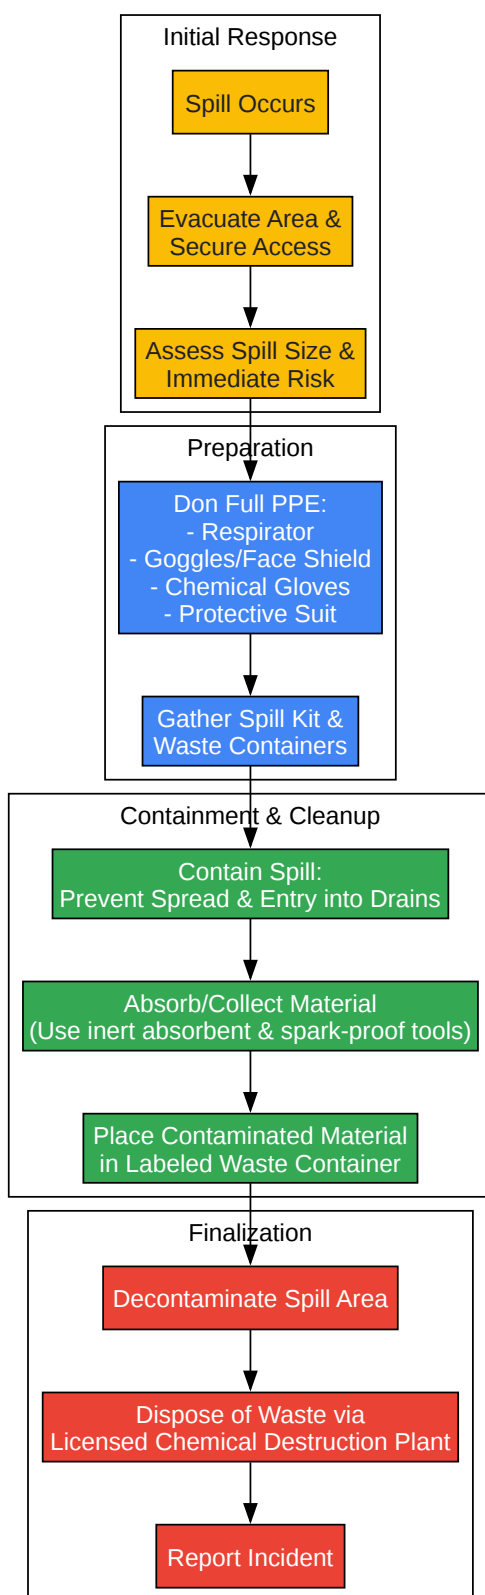 Initial Response
Spill Occurs
Evacuate Area &
Secure Access
Assess Spill Size &
Immediate Risk
Preparation
Don Full PPE:
- Respirator
- Goggles/Face Shield
- Chemical Gloves
- Protective Suit
Gather Spill Kit &
Waste Containers
Containment & Cleanup
Contain Spill:
Prevent Spread & Entry into Drains
Absorb/Collect Material
(Use inert absorbent & spark-proof tools)
Place Contaminated Material
in Labeled Waste Container
Finalization
Decontaminate Spill Area
Dispose of Waste via
Licensed Chemical Destruction Plant
Report Incident